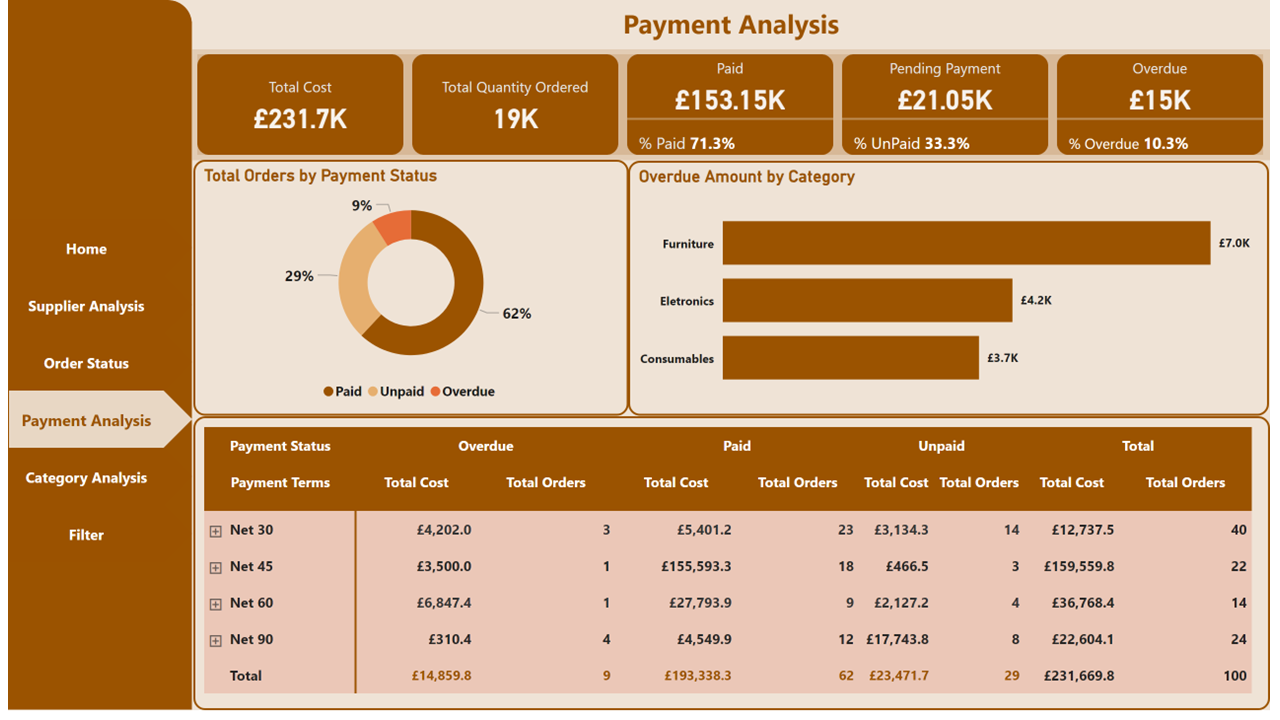 Payment Analysis
Total Cost
£231.7K
Total Quantity Ordered
19K
Paid
£153.15K
% Paid 71.3%
Pending Payment
£21.05K
% UnPaid 33.3%
Overdue
£15K
% Overdue 10.3%
Home
Supplier Analysis
Order Status
Payment Analysis
Category Analysis
Filter
Total Orders by Payment Status
9%
29%
62%
Paid Unpaid Overdue
Overdue Amount by Category
Furniture £7.0K
Eletronics £4.2K
Consumables £3.7K
Payment Status Overdue Paid Unpaid Total
Payment Terms Total Cost Total Orders Total Cost Total Orders Total Cost Total Orders Total Cost Total Orders
Net 30 £4,202.0 3 £5,401.2 23 £3,134.3 14 £12,737.5 40
Net 45 £3,500.0 1 £155,593.3 18 £466.5 3 £159,559.8 22
Net 60 £6,847.4 1 £27,793.9 9 £2,127.2 4 £36,768.4 14
Net 90 £310.4 4 £4,549.9 12 £17,743.8 8 £22,604.1 24
Total £14,859.8 9 £193,338.3 62 £23,471.7 29 £231,669.8 100